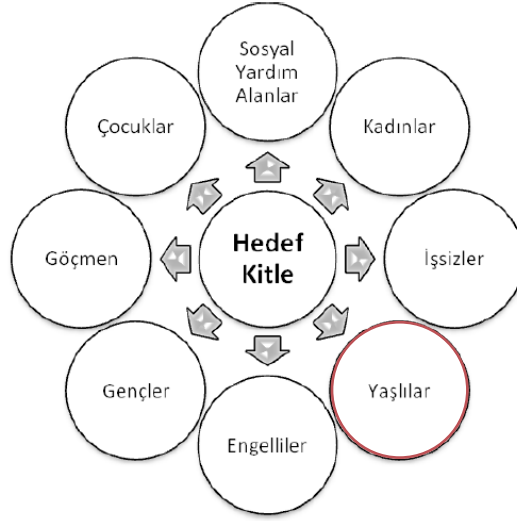 Sosyal
Yardım
Alanlar
Çocuklar
Kadınlar
Göçmen
Hedef
Kitle
İşsizler
Gençler
Yaşlılar
Engelliler